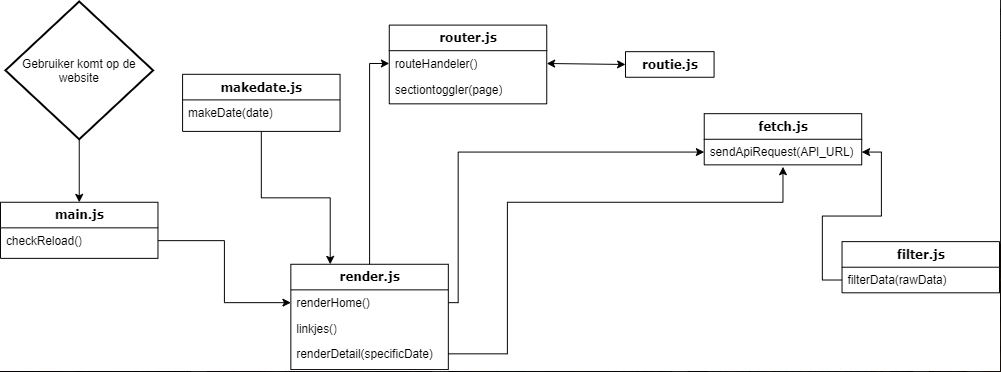 Gebruiker komt op de
website
main.js
checkReload()
makedate.js
makeDate(date)
router.js
routeHandeler()
sectiontoggler(page)
routie.js
render.js
renderHome()
linkjes()
renderDetail(specificDate)
fetch.js
sendApiRequest(API_URL)
filter.js
filterData(rawData)